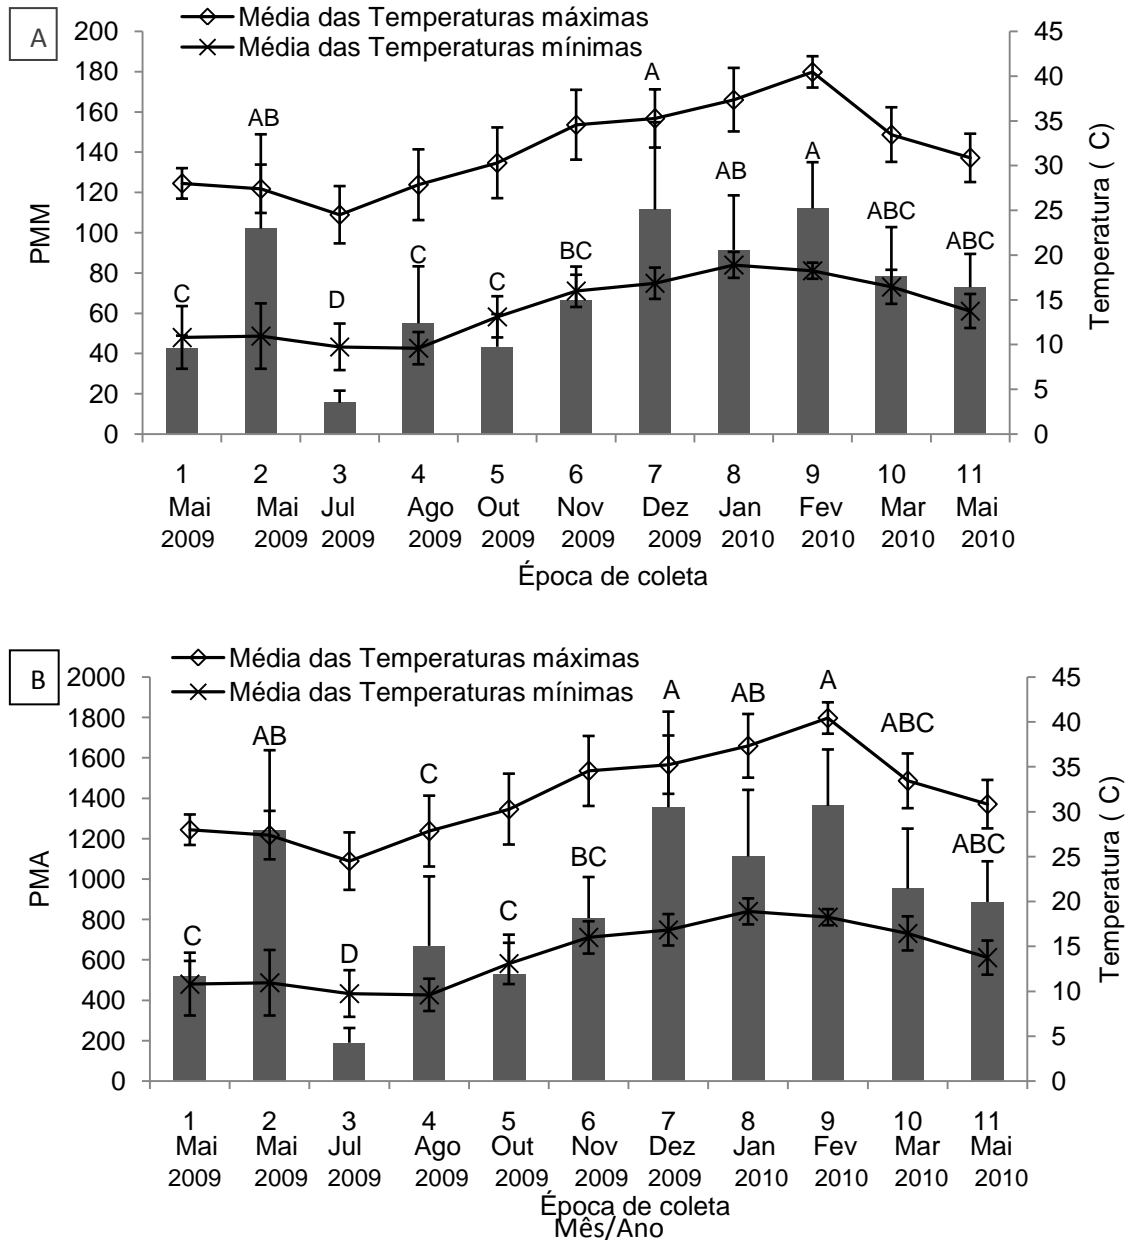 A
Média das Temperaturas máximas
Média das Temperaturas mínimas
200
180
160
140
120
100
80
60
40
20
0
PMM
45
40
35
30
25
20
15
10
5
0
Temperatura ( C)
C
AB
D
C
C
BC
A
AB
A
ABC
ABC
1 2 3 4 5 6 7 8 9 10 11
Mai Mai Jul Ago Out Nov Dez Jan Fev Mar Mai
2009 2009 2009 2009 2009 2009 2009 2010 2010 2010 2010
Época de coleta
B
Média das Temperaturas máximas
Média das Temperaturas mínimas
2000
1800
1600
1400
1200
1000
800
600
400
200
0
PMA
45
40
35
30
25
20
15
10
5
0
Temperatura ( C)
C
AB
D
C
C
BC
A
AB
A
ABC
ABC
1 2 3 4 5 6 7 8 9 10 11
Mai Mai Jul Ago Out Nov Dez Jan Fev Mar Mai
2009 2009 2009 2009 2009 2009 2009 2010 2010 2010 2010
Época de coleta
Mês/Ano